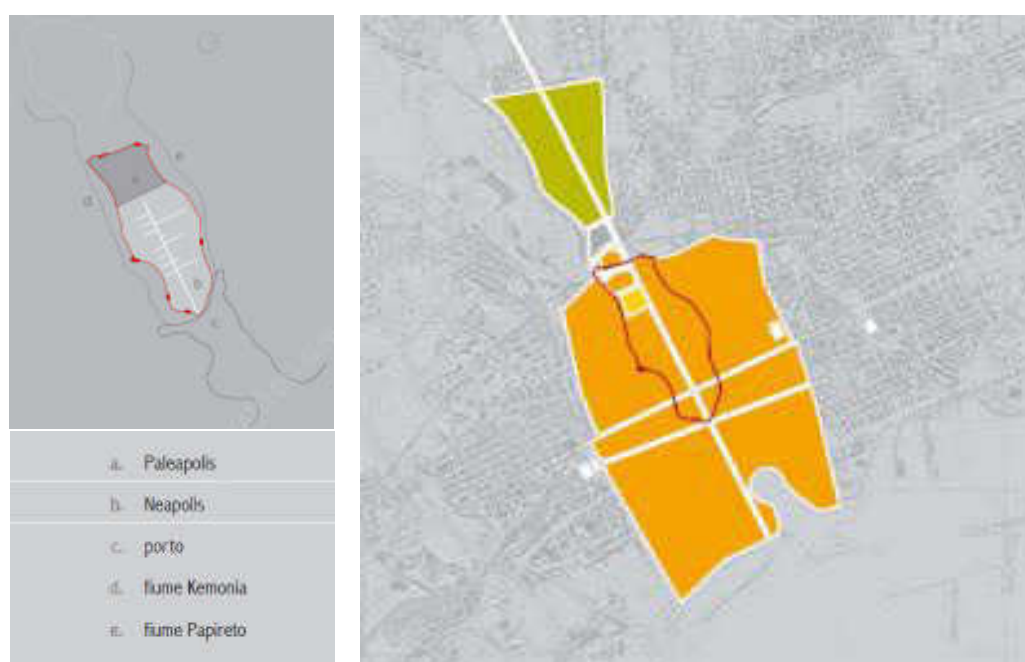 a. Paleapolis
b. Neapolis
c. porto
d. fiume Kemonia
e. fiume Papireto